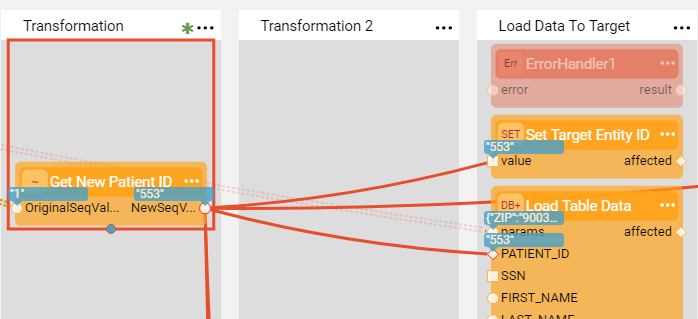 Transformation
Transformation 2
Load Data To Target
Err ErrorHandler1
error result
SET Set Target Entity ID
"553"
value affected
~ Get New Patient ID
"1" "553"
OriginalSeqVal... NewSeqV...
DB+ Load Table Data
{"ZIP":"9003...
params affected
"553"
PATIENT_ID
SSN
FIRST_NAME
LAST_NAME